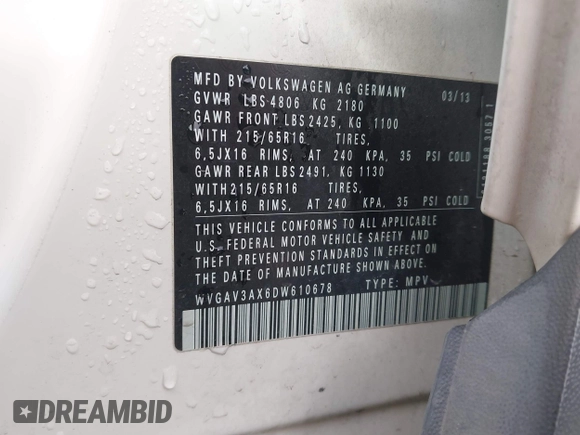 MFD BY VOLKSWAGEN AG GERMANY 03/13
GVWR LBS 4806 KG 2180
GAWR FRONT LBS 2425, KG 1100
WITH 215/65R16 TIRES,
6,5JX16 RIMS, AT 240 KPA, 35 PSI COLD
GAWR REAR LBS 2491, KG 1130
WITH 215/65R16 TIRES,
6,5JX16 RIMS, AT 240 KPA, 35 PSI COLD
THIS VEHICLE CONFORMS TO ALL APPLICABLE
U.S. FEDERAL MOTOR VEHICLE SAFETY AND
THEFT PREVENTION STANDARDS IN EFFECT
ON THE DATE OF MANUFACTURE SHOWN ABOVE.
WVGAV3AX6DW610678 TYPE: MPV
DREAMBID